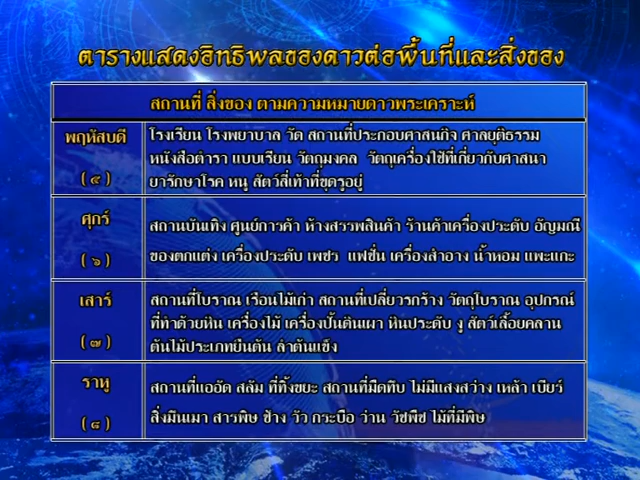 ตารางแสดงอิทธิพลของดาวต่อพื้นที่และสิ่งของ
สถานที่ สิ่งของ ตามความหมายดาวพระเคราะห์
พฤหัสบดี
( ๕ )
โรงเรียน โรงพยาบาล วัด สถานที่ประกอบศาสนกิจ ศาลยุติธรรม
หนังสือตำรา แบบเรียน วัตถุมงคล วัตถุเครื่องใช้ที่เกี่ยวกับศาสนา
ยารักษาโรค หนู สัตว์สี่เท้าที่ขุดรูอยู่
ศุกร์
( ๖ )
สถานบันเทิง ศูนย์การค้า ห้างสรรพสินค้า ร้านค้าเครื่องประดับ อัญมณี
ของตกแต่ง เครื่องประดับ เพชร แฟชั่น เครื่องสำอาง น้ำหอม แพะแกะ
เสาร์
( ๗ )
สถานที่โบราณ เรือนไม้เก่า สถานที่เปลี่ยวรกร้าง วัตถุโบราณ อุปกรณ์
ที่ทำด้วยหิน เครื่องไม้ เครื่องปั้นดินเผา หินประดับ งู สัตว์เลื้อยคลาน
ต้นไม้ประเภทยืนต้น ลำต้นแข็ง
ราหู
( ๘ )
สถานที่แออัด สลัม ที่ทิ้งขยะ สถานที่มืดทึบ ไม่มีแสงสว่าง เหล้า เบียร์
สิ่งมึนเมา สารพิษ ช้าง วัว กระบือ ว่าน วัชพืช ไม้ที่มีพิษ